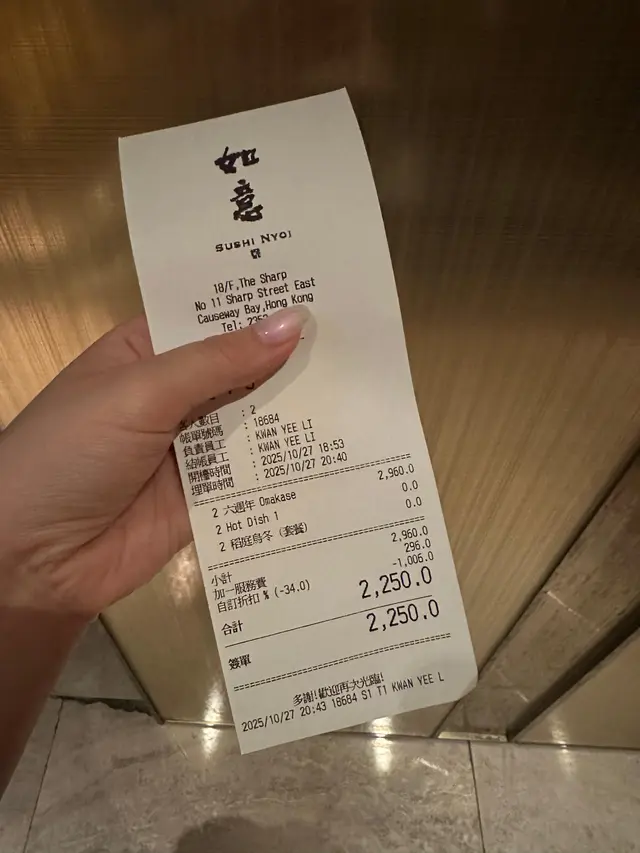 如
意
SUSHI NYOI
18/F,The Sharp
No 11 Sharp Street East
Causeway Bay,Hong Kong
Tel:
客人數目 : 2
帳單號碼 : 18684
負責員工 : KWAN YEE LI
結帳員工 : KWAN YEE LI
開檯時間 : 2025/10/27 18:53
埋單時間 : 2025/10/27 20:40
2 六週年 Omakase 2,960.0
2 Hot Dish 1 0.0
2 稻庭烏冬 (套餐) 0.0
小計 2,960.0
加一服務費 296.0
自訂折扣 % (-34.0) -1,006.0
合計 2,250.0
簽單 2,250.0
多謝!歡迎再次光臨!
2025/10/27 20:43 18684 S1 T1 KWAN YEE L